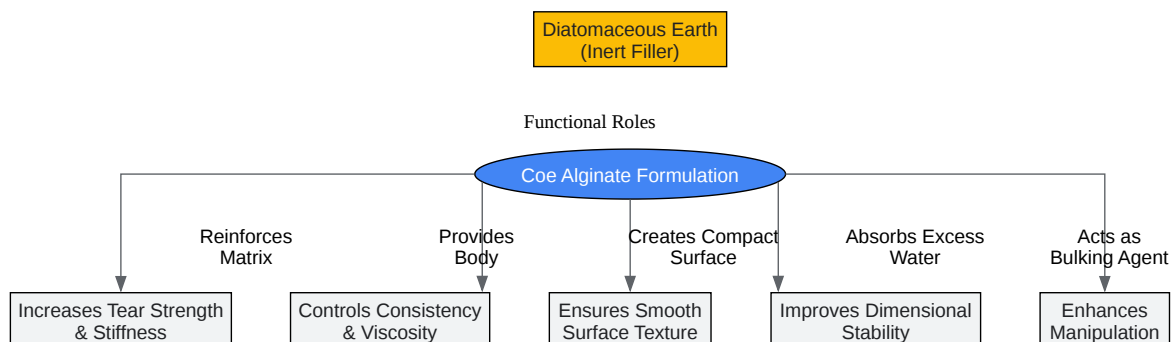 Diatomaceous Earth
(Inert Filler)
Functional Roles
Coe Alginate Formulation
Reinforces
Matrix
Provides
Body
Creates Compact
Surface
Absorbs Excess
Water
Acts as
Bulking Agent
Increases Tear Strength
& Stiffness
Controls Consistency
& Viscosity
Ensures Smooth
Surface Texture
Improves Dimensional
Stability
Enhances
Manipulation